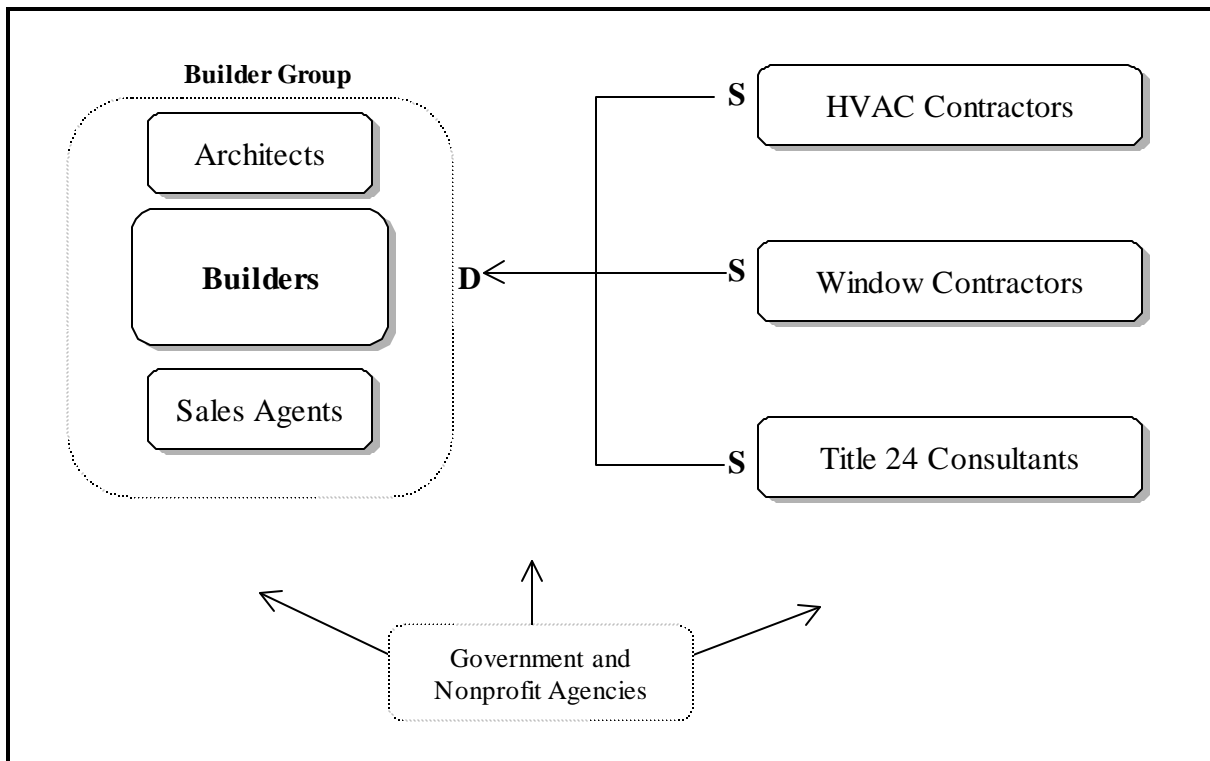 Builder Group
Architects
Builders
Sales Agents
D
S
HVAC Contractors
S
Window Contractors
S
Title 24 Consultants
Government and
Nonprofit Agencies